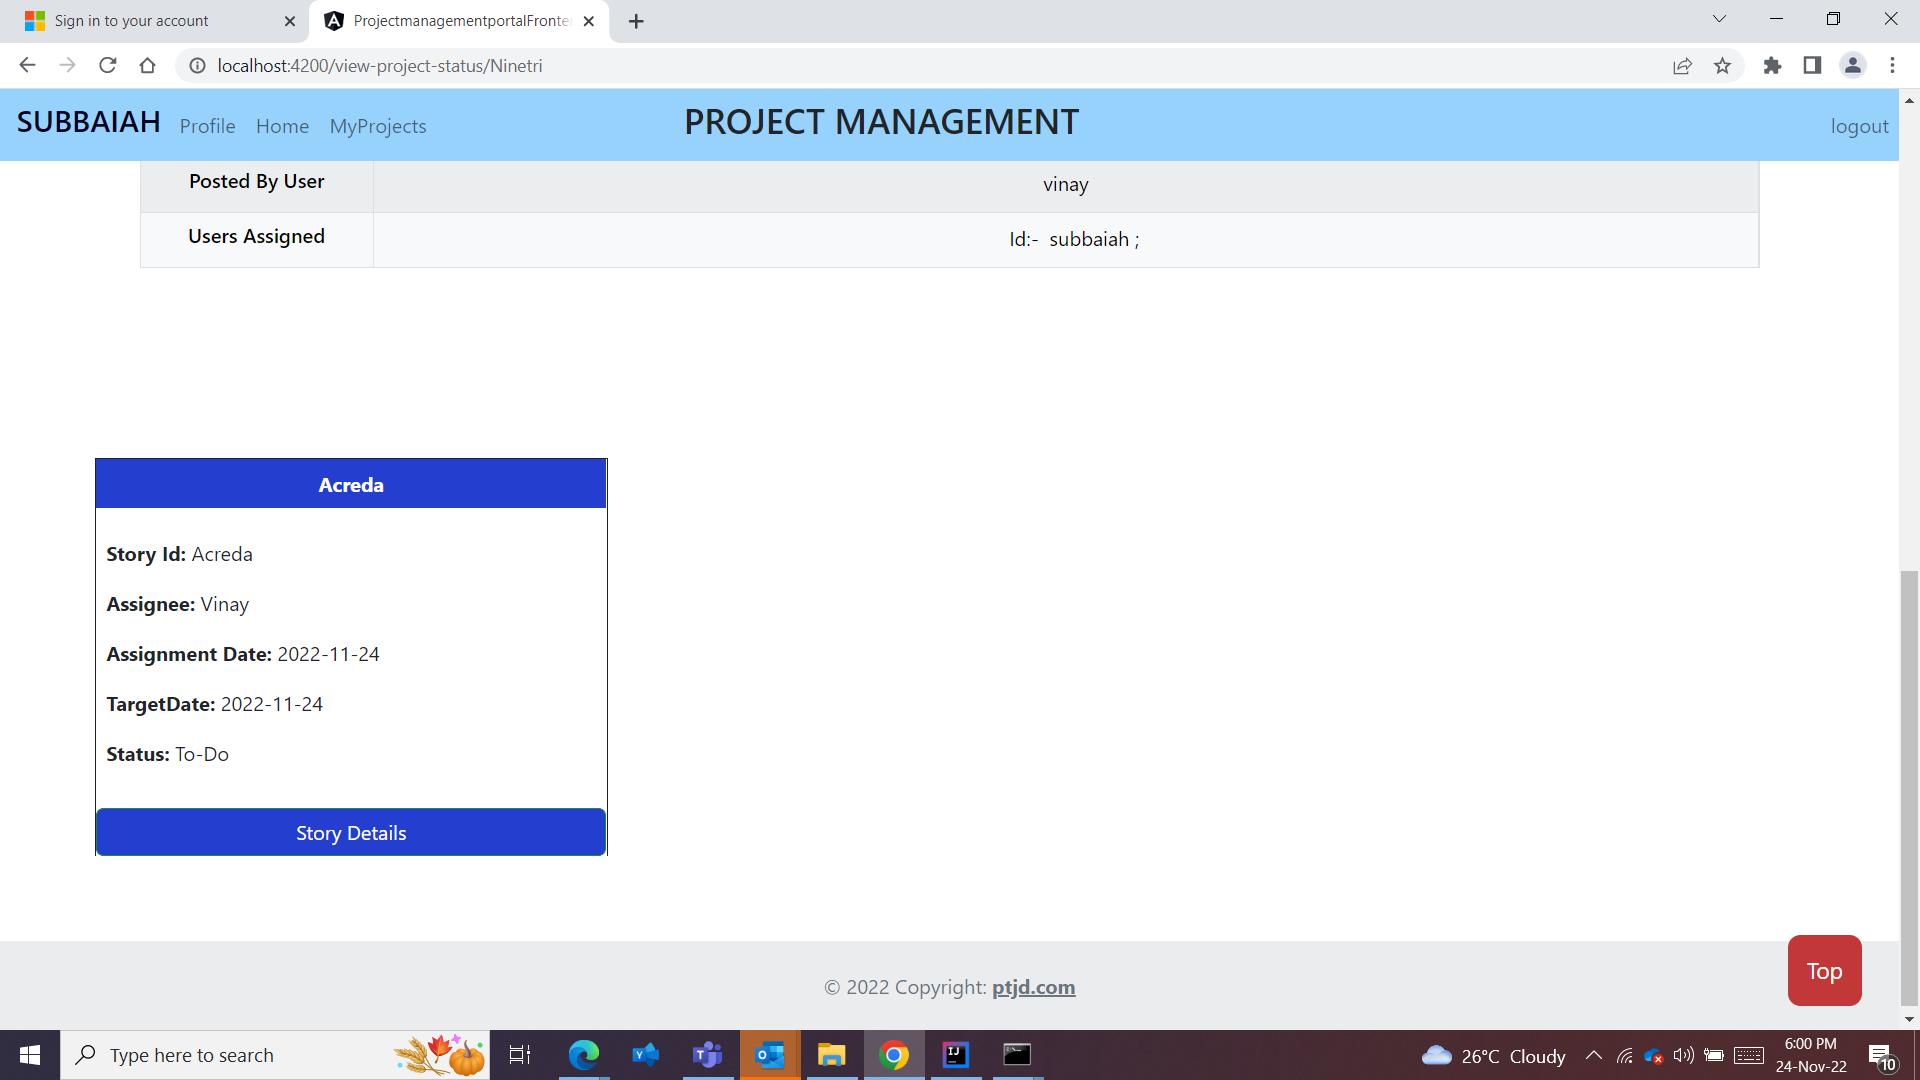 Sign in to your account
ProjectmanagementportalFronte
localhost:4200/view-project-status/Ninetri
SUBBAIAH Profile Home MyProjects PROJECT MANAGEMENT logout
Posted By User vinay
Users Assigned Id:- subbaiah ;
Acreda
Story Id: Acreda
Assignee: Vinay
Assignment Date: 2022-11-24
TargetDate: 2022-11-24
Status: To-Do
Story Details
Top
© 2022 Copyright: ptjd.com
Type here to search
26°C Cloudy
6:00 PM
24-Nov-22
10